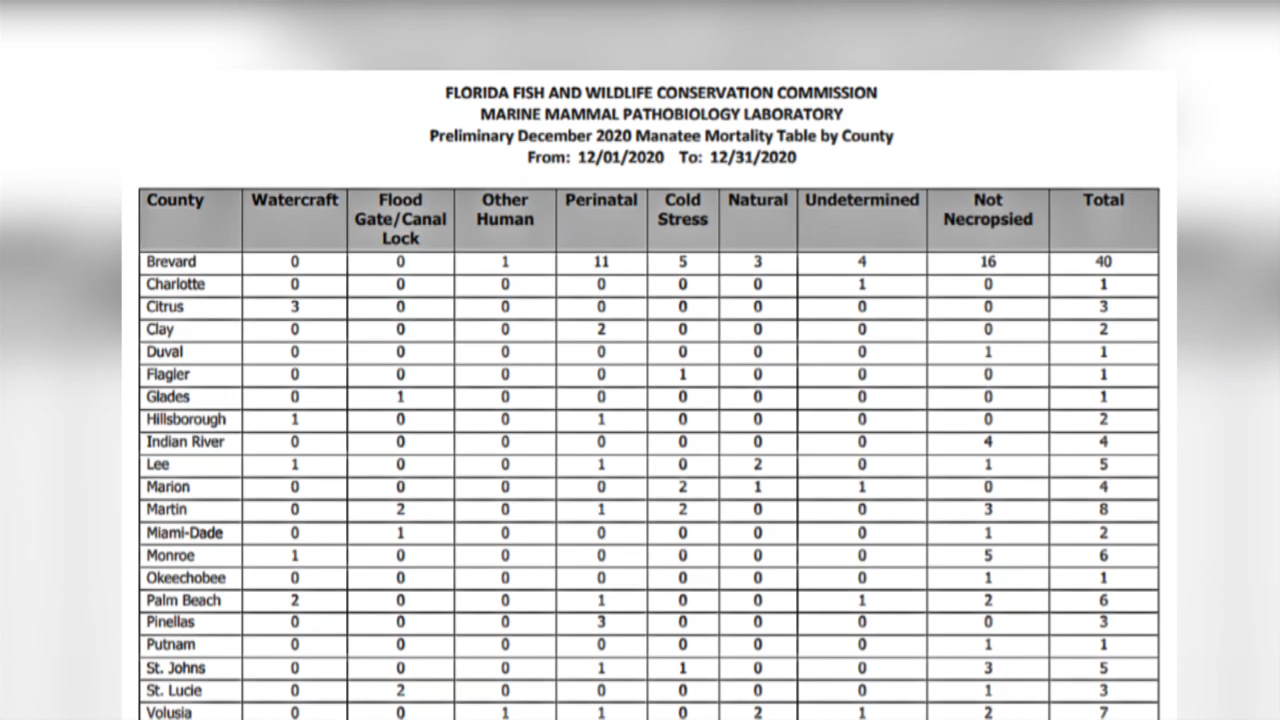 FLORIDA FISH AND WILDLIFE CONSERVATION COMMISSION
MARINE MAMMAL PATHOBIOLOGY LABORATORY
Preliminary December 2020 Manatee Mortality Table by County
From: 12/01/2020 To: 12/31/2020
County Watercraft Flood Gate/Canal Lock Other Human Perinatal Cold Stress Natural Undetermined Not Necropsied Total
Brevard 0 0 1 11 5 3 4 16 40
Charlotte 0 0 0 0 0 0 1 0 1
Citrus 3 0 0 0 0 0 0 0 3
Clay 0 0 0 2 0 0 0 0 2
Duval 0 0 0 0 0 0 0 1 1
Flagler 0 0 0 0 1 0 0 0 1
Glades 0 1 0 0 0 0 0 0 1
Hillsborough 1 0 0 1 0 0 0 0 2
Indian River 0 0 0 0 0 0 0 4 4
Lee 1 0 0 1 0 2 0 1 5
Marion 0 0 0 0 2 1 1 0 4
Martin 0 2 0 1 2 0 0 3 8
Miami-Dade 0 1 0 0 0 0 0 1 2
Monroe 1 0 0 0 0 0 0 5 6
Okeechobee 0 0 0 0 0 0 0 1 1
Palm Beach 2 0 0 1 0 0 1 2 6
Pinellas 0 0 0 3 0 0 0 0 3
Putnam 0 0 0 0 0 0 0 1 1
St. Johns 0 0 0 1 1 0 0 3 5
St. Lucie 0 2 0 0 0 0 0 1 3
Volusia 0 0 1 1 0 2 1 2 7